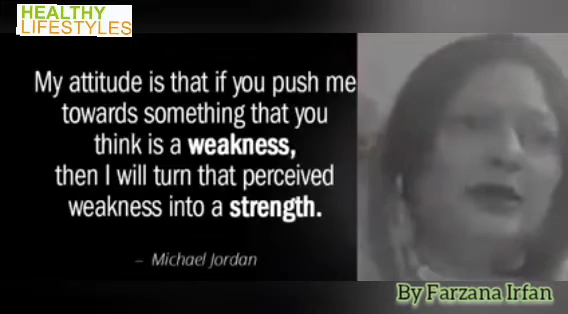 HEALTHY
LIFESTYLES
My attitude is that if you push me
towards something that you
think is a weakness,
then I will turn that perceived
weakness into a strength.
– Michael Jordan
By Farzana Irfan